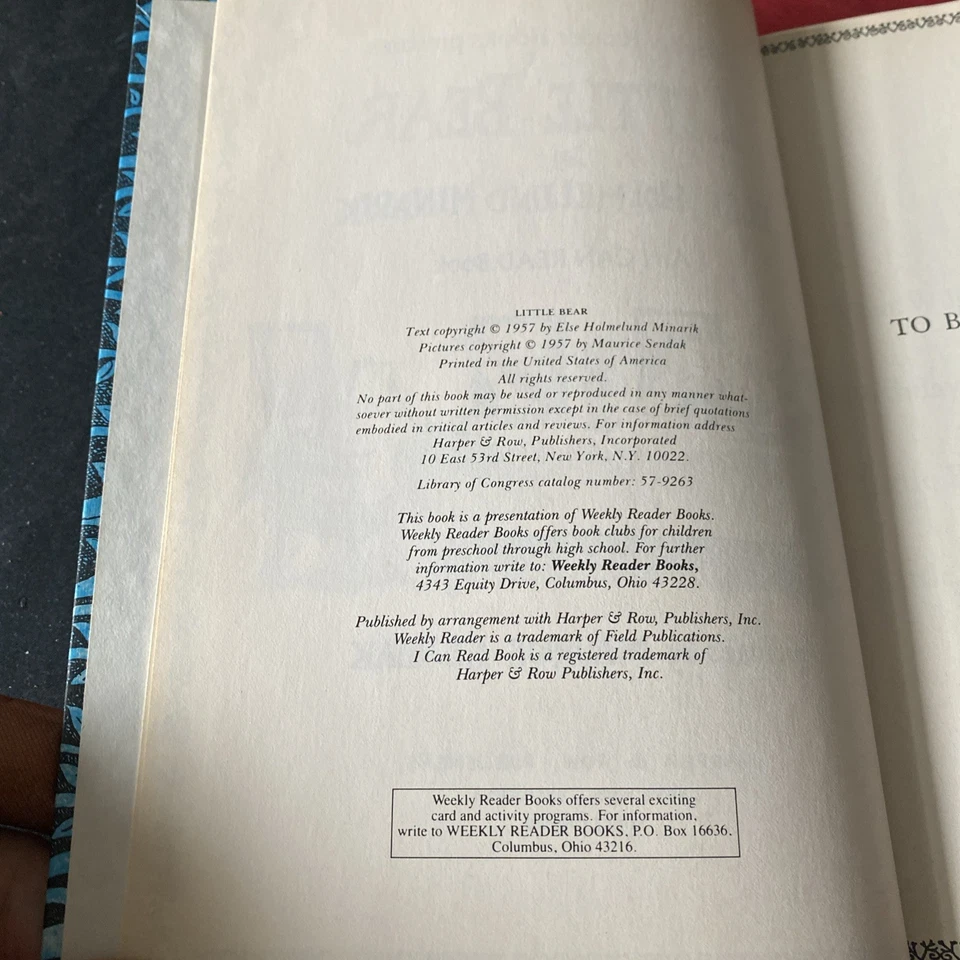 LITTLE BEAR
Text copyright © 1957 by Else Holmelund Minarik
Pictures copyright © 1957 by Maurice Sendak
Printed in the United States of America
All rights reserved.
No part of this book may be used or reproduced in any manner what-
soever without written permission except in the case of brief quotations
embodied in critical articles and reviews. For information address
Harper & Row, Publishers, Incorporated
10 East 53rd Street, New York, N.Y. 10022.
Library of Congress catalog number: 57-9263
This book is a presentation of Weekly Reader Books.
Weekly Reader Books offers book clubs for children
from preschool through high school. For further
information write to: Weekly Reader Books,
4343 Equity Drive, Columbus, Ohio 43228.
Published by arrangement with Harper & Row, Publishers, Inc.
Weekly Reader is a trademark of Field Publications.
I Can Read Book is a registered trademark of
Harper & Row Publishers, Inc.
Weekly Reader Books offers several exciting
card and activity programs. For information,
write to WEEKLY READER BOOKS, P.O. Box 16636,
Columbus, Ohio 43216.
TO B